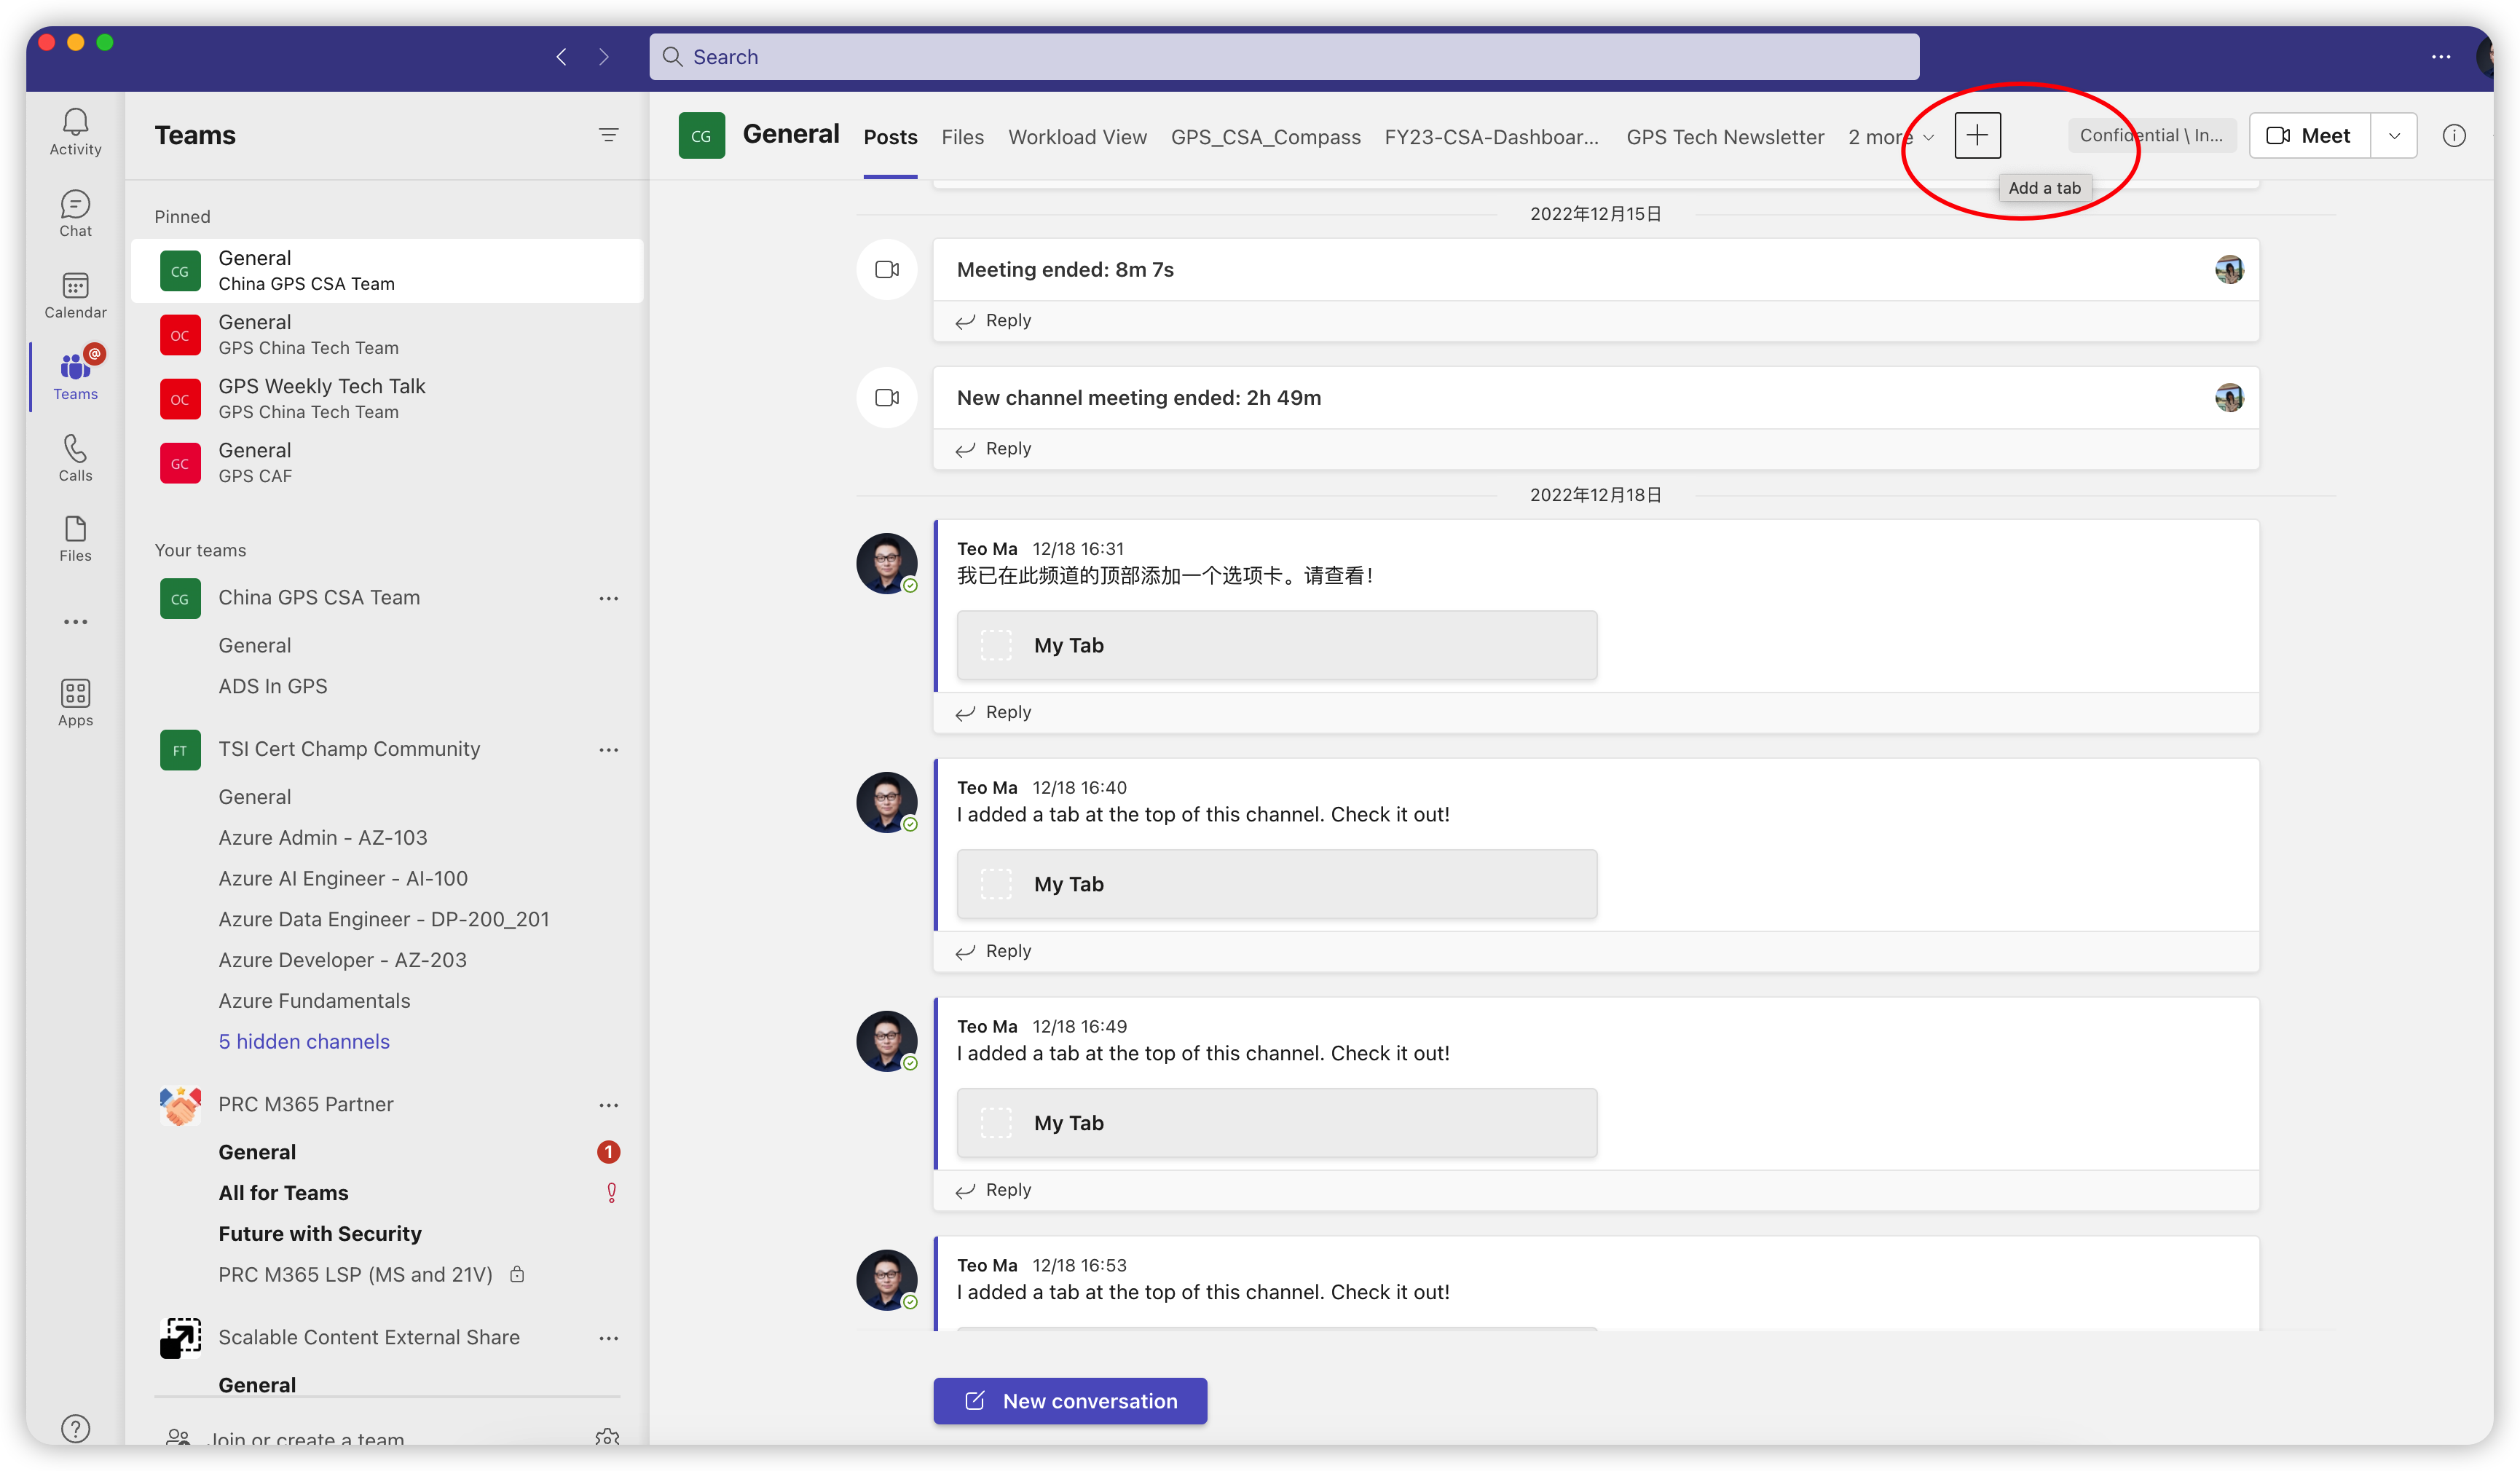 Search
Activity
Chat
Calendar
@
Teams
Calls
Files
Apps
Teams
Pinned
CG
General
China GPS CSA Team
OC
General
GPS China Tech Team
OC
GPS Weekly Tech Talk
GPS China Tech Team
GC
General
GPS CAF
Your teams
CG
China GPS CSA Team
General
ADS In GPS
FT
TSI Cert Champ Community
General
Azure Admin - AZ-103
Azure AI Engineer - AI-100
Azure Data Engineer - DP-200_201
Azure Developer - AZ-203
Azure Fundamentals
5 hidden channels
PRC M365 Partner
General
1
All for Teams
Future with Security
PRC M365 LSP (MS and 21V)
Scalable Content External Share
General
Join or create a team
CG
General
Posts
Files
Workload View
GPS_CSA_Compass
FY23-CSA-Dashboar...
GPS Tech Newsletter
2 more
Confidential \ In...
Meet
Add a tab
2022年12月15日
Meeting ended: 8m 7s
Reply
New channel meeting ended: 2h 49m
Reply
2022年12月18日
Teo Ma 12/18 16:31
我已在此频道的顶部添加一个选项卡。请查看！
My Tab
Reply
Teo Ma 12/18 16:40
I added a tab at the top of this channel. Check it out!
My Tab
Reply
Teo Ma 12/18 16:49
I added a tab at the top of this channel. Check it out!
My Tab
Reply
Teo Ma 12/18 16:53
I added a tab at the top of this channel. Check it out!
New conversation